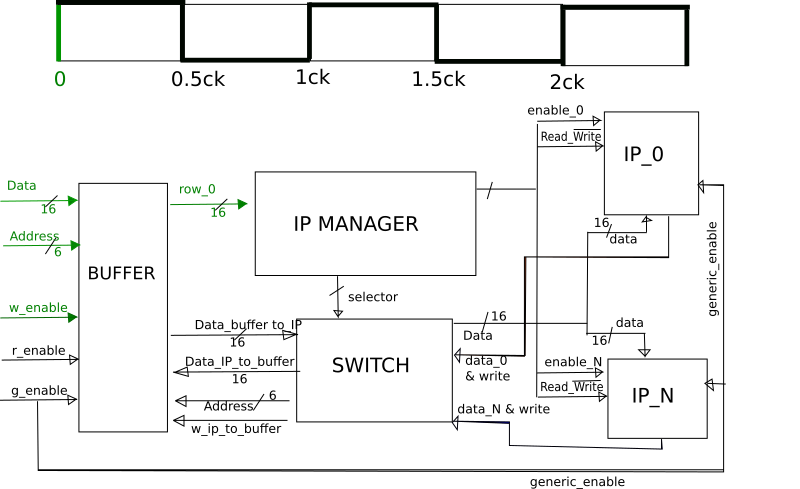 0
0.5ck
1ck
1.5ck
2ck
enable_0
Read_Write
IP_0
Data
16
row_0
16
IP MANAGER
Address
6
BUFFER
16
data
generic_enable
selector
w_enable
Data_buffer to_IP
16
16
Data
data
16
r_enable
Data_IP_to_buffer
16
SWITCH
data_0
& write
enable_N
Read_Write
IP_N
g_enable
Address
6
data_N & write
w_ip_to_buffer
generic_enable